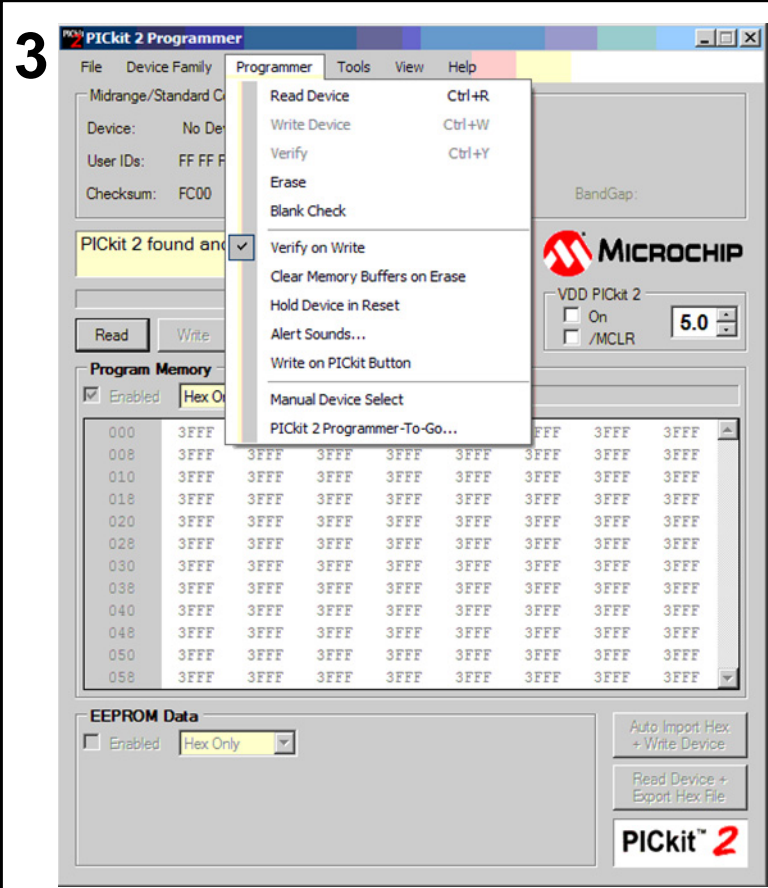 3
PICkit 2 Programmer
File Device Family Programmer Tools View Help
Midrange/Standard C
Device: No De
User IDs: FF FF F
Checksum: FC00
BandGap:
Read Device Ctrl+R
Write Device Ctrl+W
Verify Ctrl+Y
Erase
Blank Check
Verify on Write
Clear Memory Buffers on Erase
Hold Device in Reset
Alert Sounds...
Write on PICkit Button
Manual Device Select
PICkit 2 Programmer-To-Go...
PICkit 2 found and
MICROCHIP
VDD PICkit 2
On
/MCLR
5.0
Read Write
Program Memory
Enabled Hex On
000 3FFF 3FFF 3FFF 3FFF 3FFF 3FFF 3FFF 3FFF
008 3FFF 3FFF 3FFF 3FFF 3FFF 3FFF 3FFF 3FFF
010 3FFF 3FFF 3FFF 3FFF 3FFF 3FFF 3FFF 3FFF
018 3FFF 3FFF 3FFF 3FFF 3FFF 3FFF 3FFF 3FFF
020 3FFF 3FFF 3FFF 3FFF 3FFF 3FFF 3FFF 3FFF
028 3FFF 3FFF 3FFF 3FFF 3FFF 3FFF 3FFF 3FFF
030 3FFF 3FFF 3FFF 3FFF 3FFF 3FFF 3FFF 3FFF
038 3FFF 3FFF 3FFF 3FFF 3FFF 3FFF 3FFF 3FFF
040 3FFF 3FFF 3FFF 3FFF 3FFF 3FFF 3FFF 3FFF
048 3FFF 3FFF 3FFF 3FFF 3FFF 3FFF 3FFF 3FFF
050 3FFF 3FFF 3FFF 3FFF 3FFF 3FFF 3FFF 3FFF
058 3FFF 3FFF 3FFF 3FFF 3FFF 3FFF 3FFF 3FFF
EEPROM Data
Enabled Hex Only
Auto Import Hex
+ Write Device
Read Device +
Export Hex File
PICkit™ 2